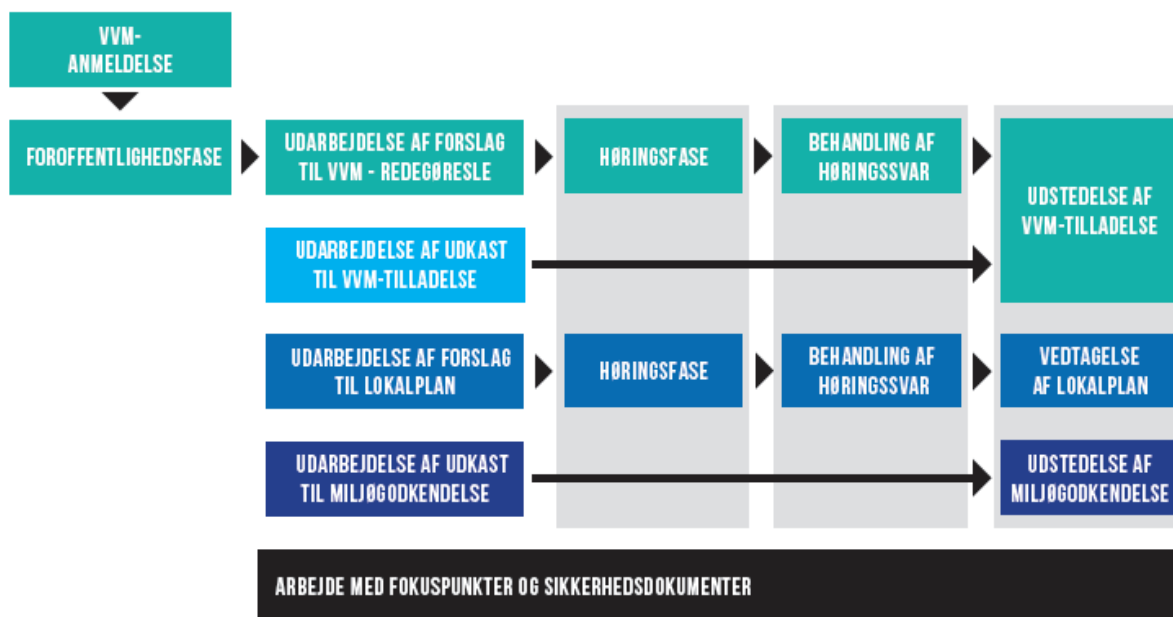 VVM-
ANMELDELSE
FOROFFENTLIGHEDSFASE
UDARBEJDELSE AF FORSLAG
TIL VVM - REDEGØRESLE
HØRINGSFASE
BEHANDLING AF
HØRINGSSVAR
UDSTEDELSE AF
VVM-TILLADELSE
UDARBEJDELSE AF UDKAST
TIL VVM-TILLADELSE
UDARBEJDELSE AF FORSLAG
TIL LOKALPLAN
HØRINGSFASE
BEHANDLING AF
HØRINGSSVAR
VEDTAGELSE
AF LOKALPLAN
UDARBEJDELSE AF UDKAST
TIL MILJØGODKENDELSE
UDSTEDELSE AF
MILJØGODKENDELSE
ARBEJDE MED FOKUSPUNKTER OG SIKKERHEDSDOKUMENTER